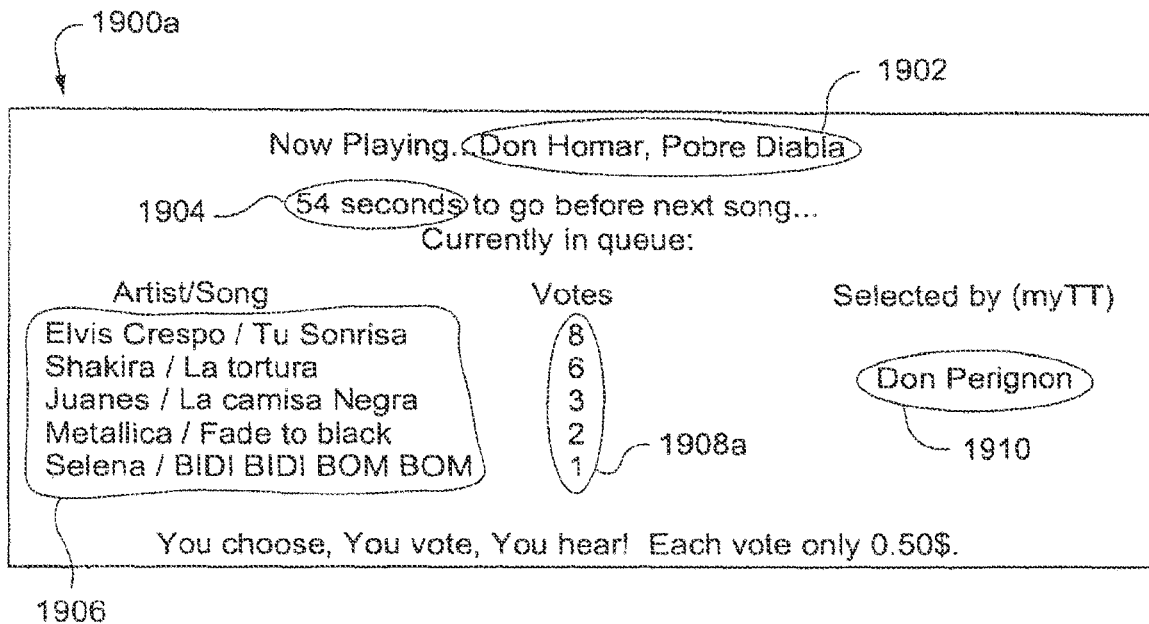 1900a
1902
Now Playing...Don Homar, Pobre Diabla
1904
54 seconds to go before next song...
Currently in queue:
Artist/Song Votes Selected by (myTT)
Elvis Crespo / Tu Sonrisa 8
Shakira / La tortura 6 Don Perignon
Juanes / La camisa Negra 3
Metallica / Fade to black 2 1908a 1910
Selena / BIDI BIDI BOM BOM 1
You choose, You vote, You hear! Each vote only 0.50$.
1906